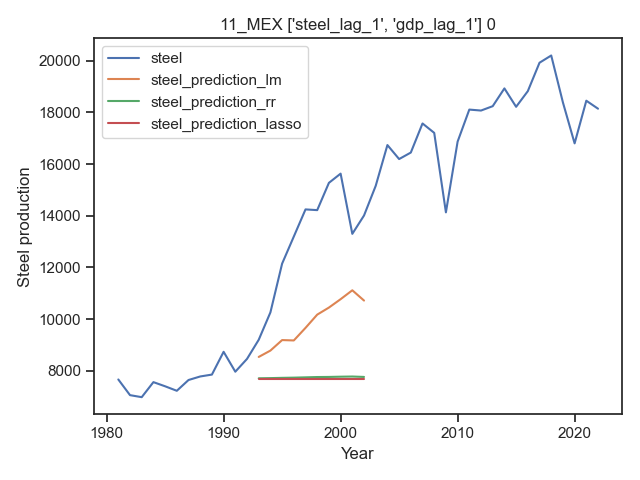 11_MEX ['steel_lag_1', 'gdp_lag_1'] 0
steel
steel_prediction_lm
steel_prediction_rr
steel_prediction_lasso
Steel production
20000
18000
16000
14000
12000
10000
8000
1980
1990
2000
2010
2020
Year